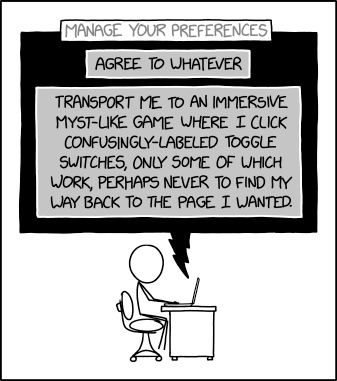 MANAGE YOUR PREFERENCES
AGREE TO WHATEVER
TRANSPORT ME TO AN IMMERSIVE
MYST-LIKE GAME WHERE I CLICK
CONFUSINGLY-LABELED TOGGLE
SWITCHES, ONLY SOME OF WHICH
WORK, PERHAPS NEVER TO FIND MY
WAY BACK TO THE PAGE I WANTED.